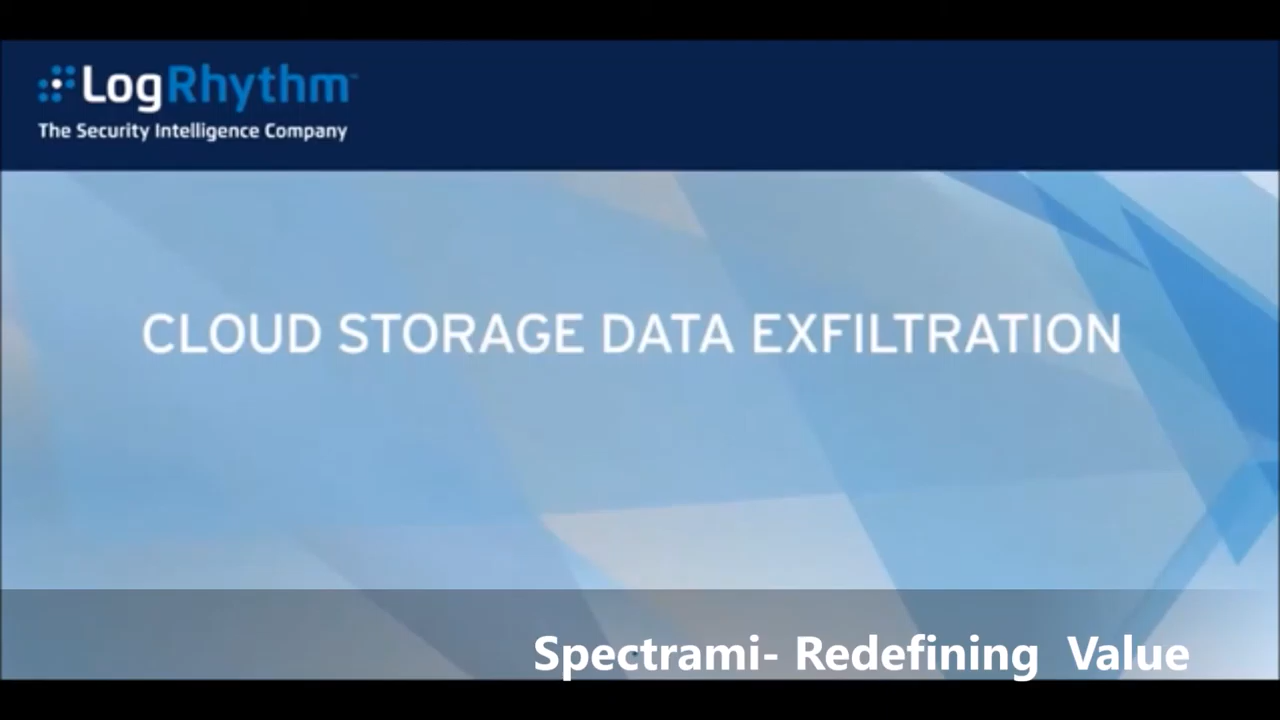 LogRhythm™
The Security Intelligence Company
CLOUD STORAGE DATA EXFILTRATION
Spectrami- Redefining Value